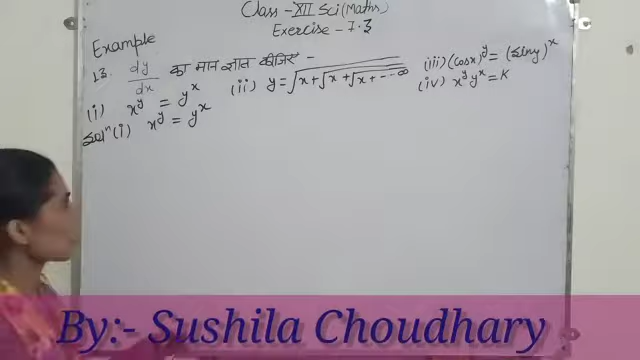 Class - XII Sci (Maths)
Exercise - 7.3
Example
13. dy/dx का मान ज्ञात कीजिए -
(i) x^y = y^x (ii) y = √x + √x + √x + --- ∞ (iii) (cos x)^y = (sin y)^x
(iv) x^y y^x = K
Solⁿ (i) x^y = y^x
By:- Sushila Choudhary